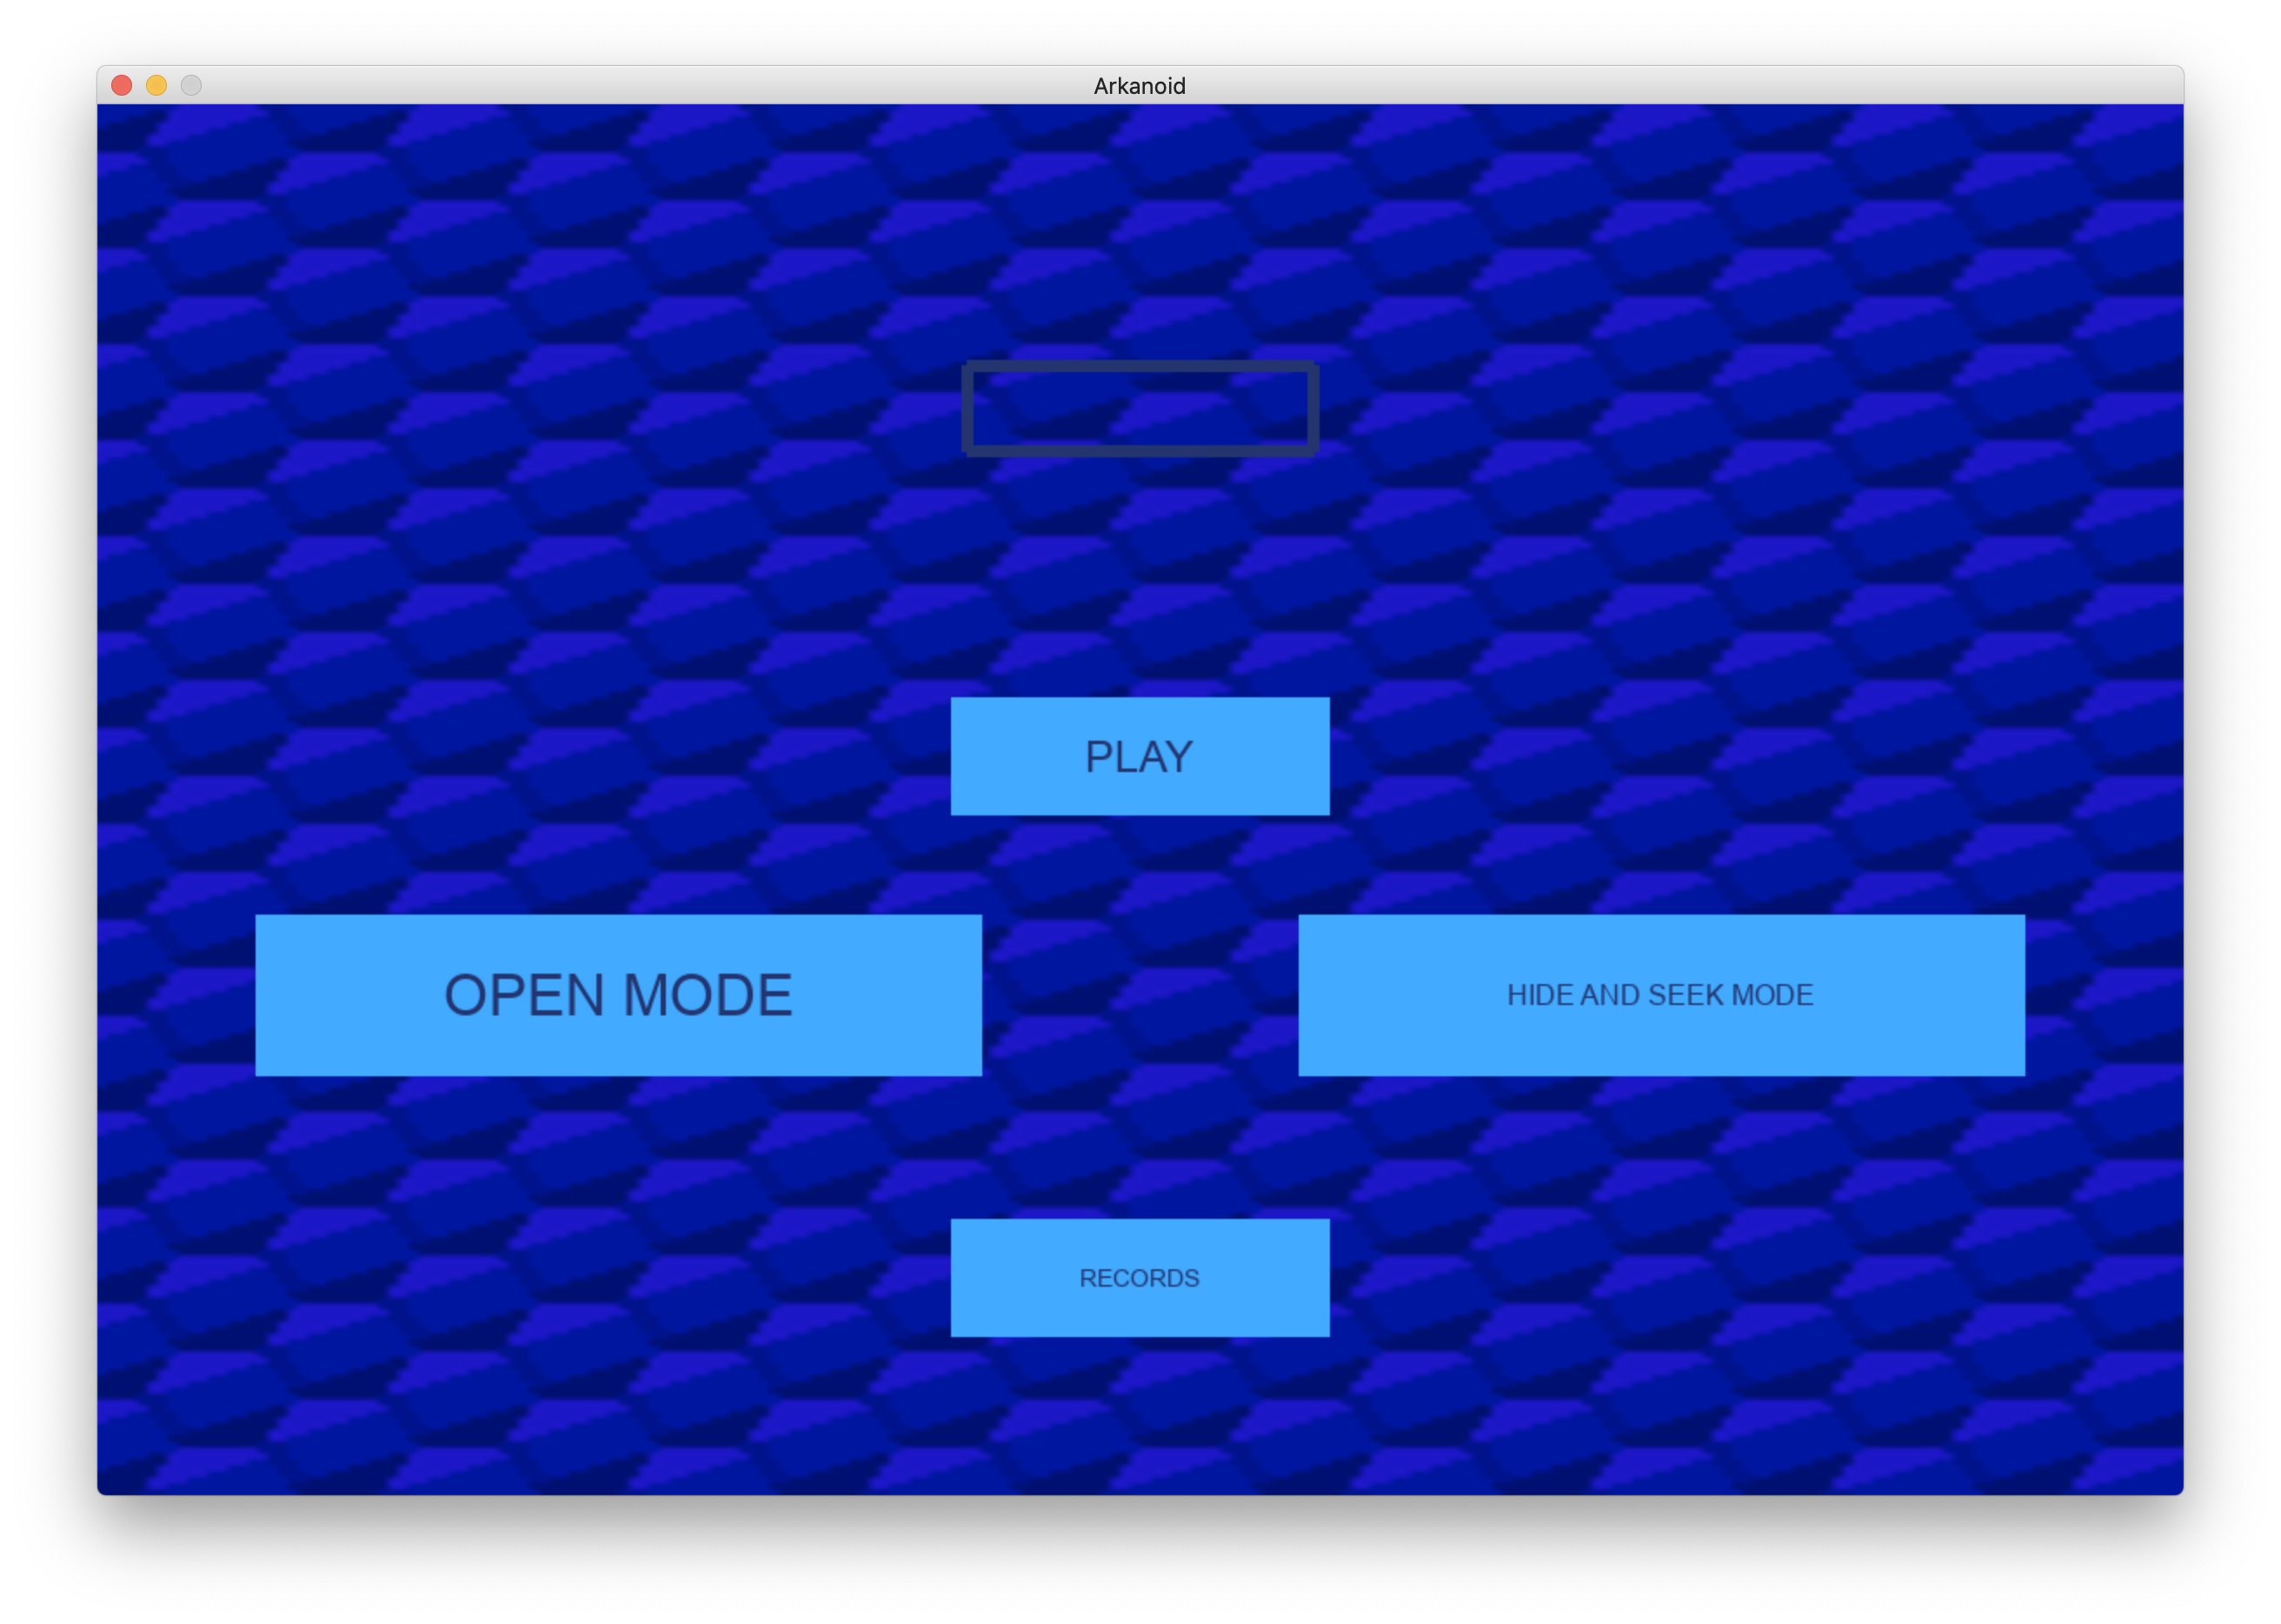 Arkanoid
PLAY
OPEN MODE
HIDE AND SEEK MODE
RECORDS